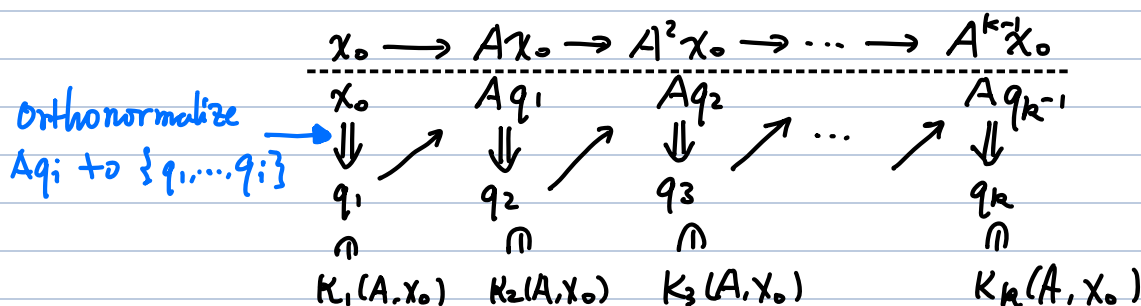 x₀ → Ax₀ → A²x₀ → ⋯ → Aᵏ⁻¹x₀
x₀ Aq₁ Aq₂ Aqₖ₋₁
Orthonormalize
Aqᵢ to {q₁,⋯,qᵢ}
⇓ ↗ ⇓ ↗ ⇓ ↗ ⋯ ↗ ⇓
q₁ q₂ q₃ qₖ
∩ ∩ ∩ ∩
K₁(A,x₀) K₂(A,x₀) K₃(A,x₀) Kₖ(A,x₀)